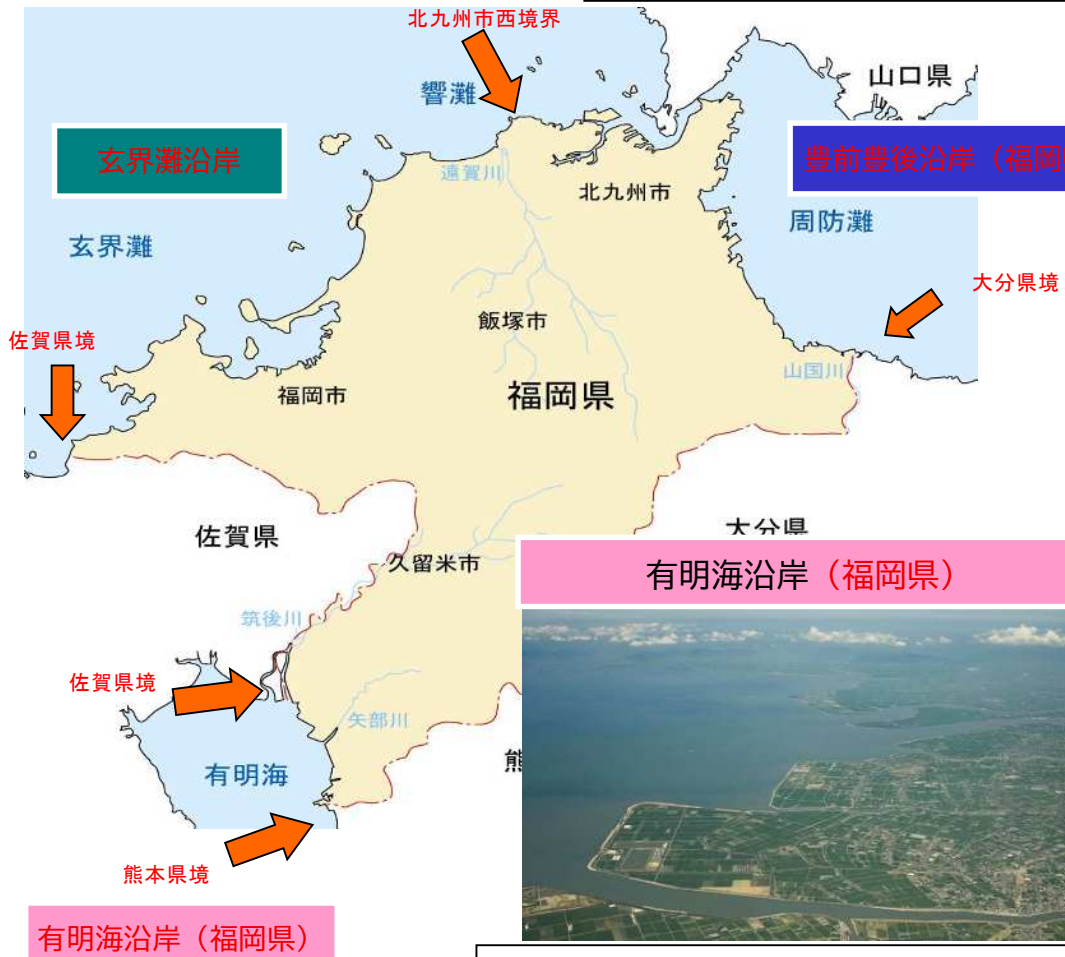 北九州市西境界
山口県
響灘
玄界灘沿岸
豊前豊後沿岸（福岡
遠賀川
北九州市
周防灘
玄界灘
大分県境
飯塚市
佐賀県境
山国川
福岡市
福岡県
佐賀県
大分県
久留米市
有明海沿岸（福岡県）
筑後川
佐賀県境
矢部川
有明海
熊
熊本県境
有明海沿岸（福岡県）